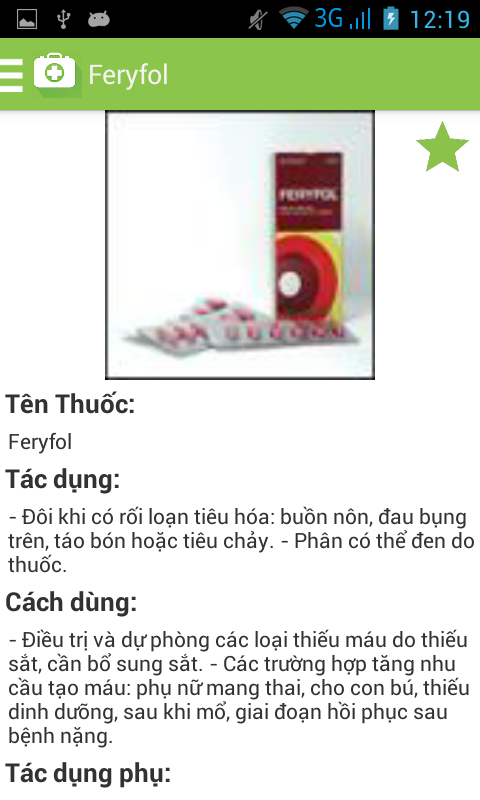 3G 12:19
Feryfol
FERYFOL
Tên Thuốc:
Feryfol
Tác dụng:
- Đôi khi có rối loạn tiêu hóa: buồn nôn, đau bụng
trên, táo bón hoặc tiêu chảy. - Phân có thể đen do
thuốc.
Cách dùng:
- Điều trị và dự phòng các loại thiếu máu do thiếu
sắt, cần bổ sung sắt. - Các trường hợp tăng nhu
cầu tạo máu: phụ nữ mang thai, cho con bú, thiếu
dinh dưỡng, sau khi mổ, giai đoạn hồi phục sau
bệnh nặng.
Tác dụng phụ: